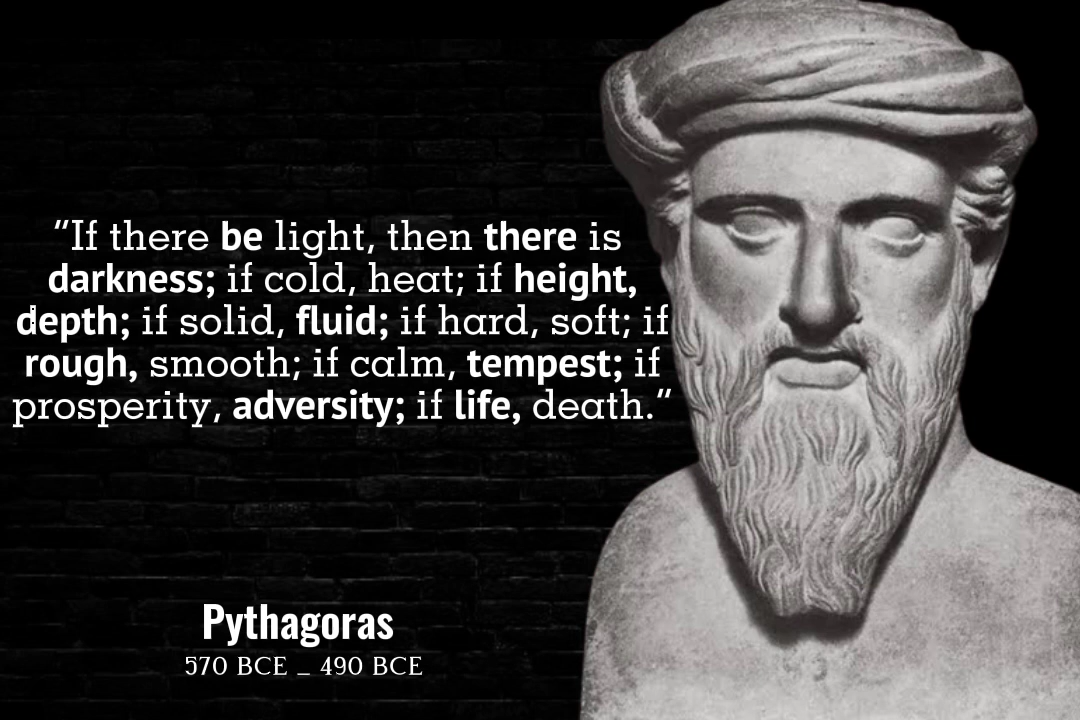 “If there be light, then there is
darkness; if cold, heat; if height,
depth; if solid, fluid; if hard, soft; if
rough, smooth; if calm, tempest; if
prosperity, adversity; if life, death.”
Pythagoras
570 BCE _ 490 BCE